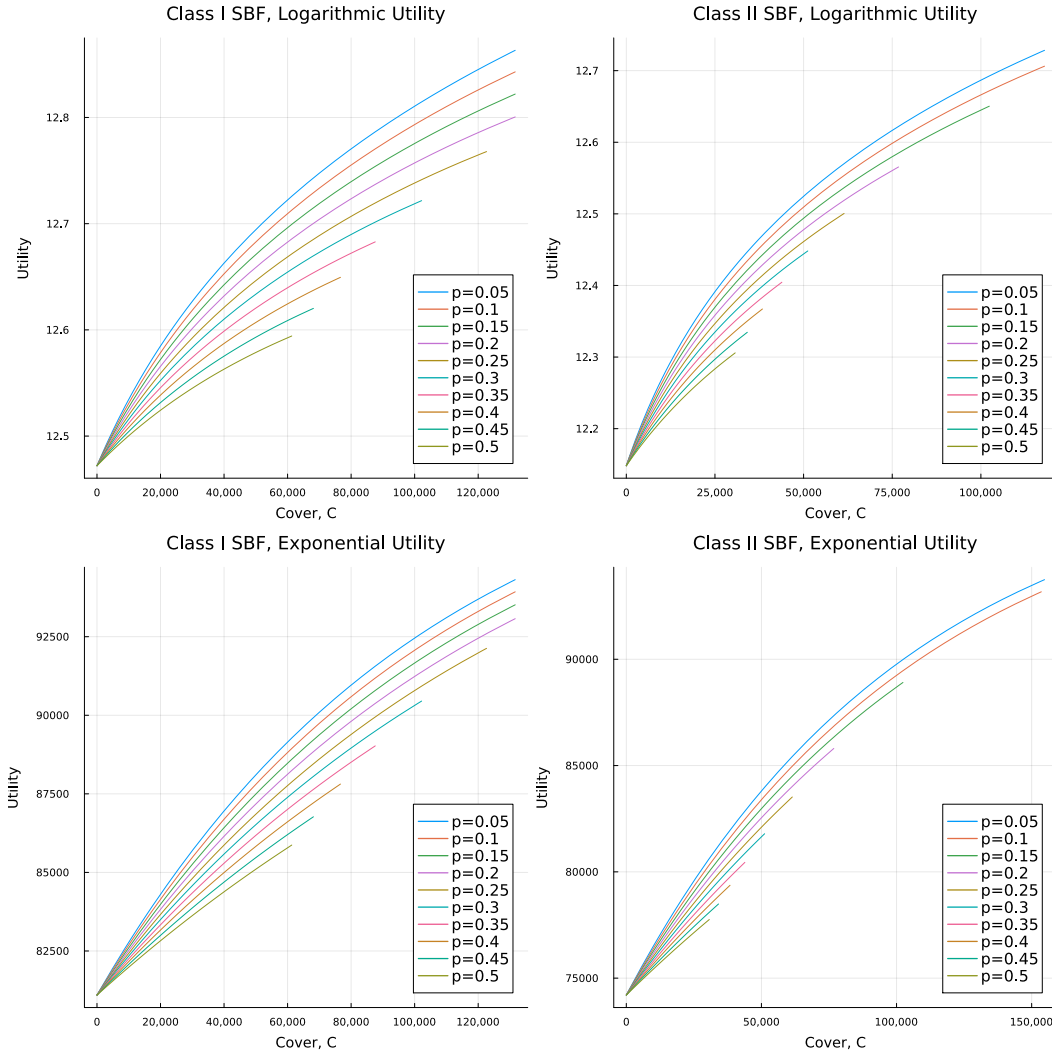 Class I SBF, Logarithmic Utility
Utility
12.8
12.7
12.6
12.5
p=0.05
p=0.1
p=0.15
p=0.2
p=0.25
p=0.3
p=0.35
p=0.4
p=0.45
p=0.5
0 20,000 40,000 60,000 80,000 100,000 120,000
Cover, C
Class II SBF, Logarithmic Utility
Utility
12.7
12.6
12.5
12.4
12.3
12.2
p=0.05
p=0.1
p=0.15
p=0.2
p=0.25
p=0.3
p=0.35
p=0.4
p=0.45
p=0.5
0 25,000 50,000 75,000 100,000
Cover, C
Class I SBF, Exponential Utility
Utility
92500
90000
87500
85000
82500
p=0.05
p=0.1
p=0.15
p=0.2
p=0.25
p=0.3
p=0.35
p=0.4
p=0.45
p=0.5
0 20,000 40,000 60,000 80,000 100,000 120,000
Cover, C
Class II SBF, Exponential Utility
Utility
90000
85000
80000
75000
p=0.05
p=0.1
p=0.15
p=0.2
p=0.25
p=0.3
p=0.35
p=0.4
p=0.45
p=0.5
0 50,000 100,000 150,000
Cover, C